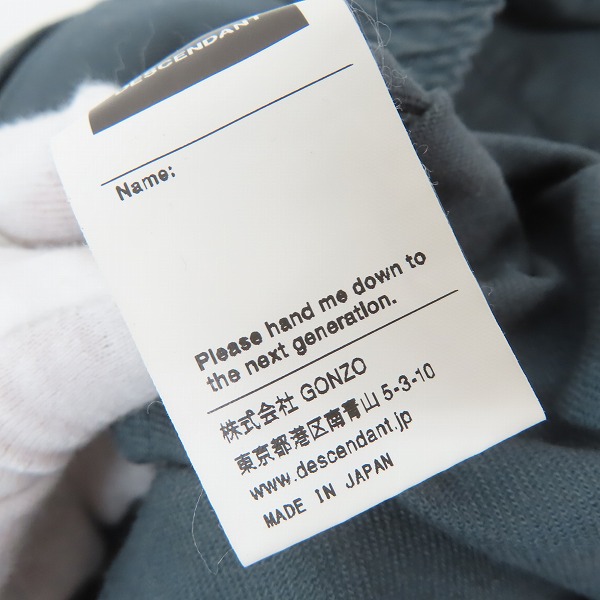 DESCENDANT
Name:
Please hand me down to
the next generation.
株式会社 GONZO
東京都港区南青山 5-3-10
www.descendant.jp
MADE IN JAPAN